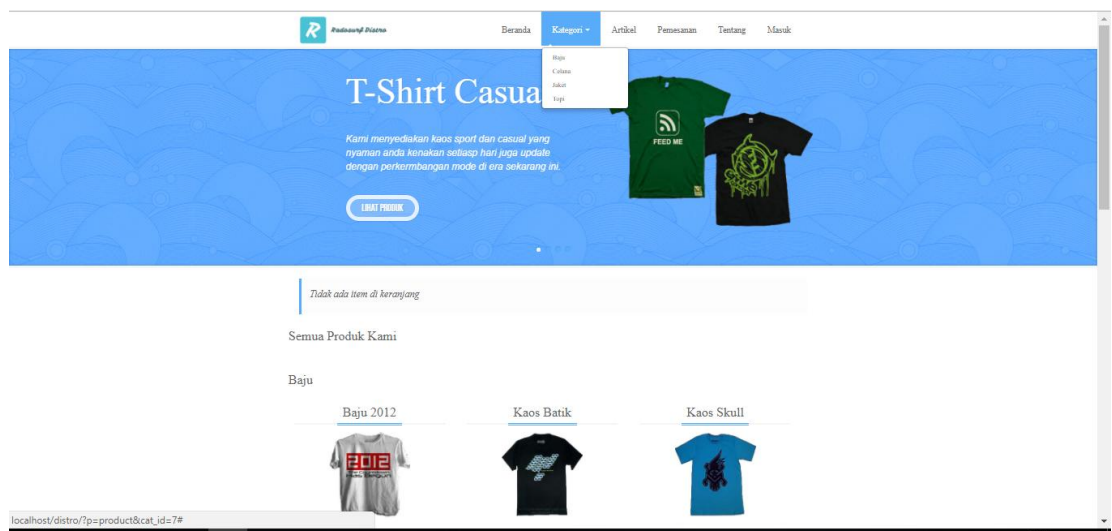 R Radasurf Distro
Beranda Kategori Artikel Pemesanan Tentang Masuk
Baju
Celana
Jaket
Topi
T-Shirt Casua
Kami menyediakan kaos sport dan casual yang
nyaman anda kenakan setiasp hari juga update
dengan perkermbangan mode di era sekarang ini.
LIHAT PRODUK
FEED ME
Tidak ada item di keranjang
Semua Produk Kami
Baju
Baju 2012 Kaos Batik Kaos Skull
2012
localhost/distro/?p=product&cat_id=7#